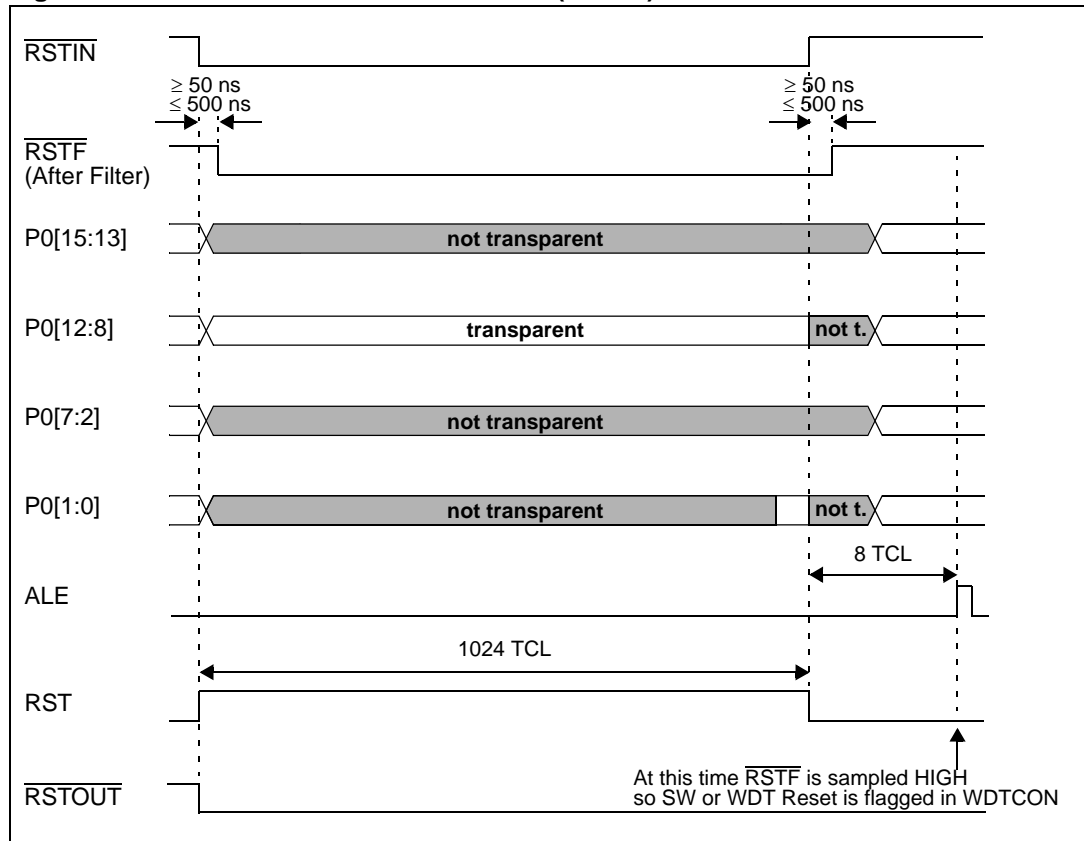 RSTIN
≥ 50 ns
≤ 500 ns
≥ 50 ns
≤ 500 ns
RSTF
(After Filter)
P0[15:13]
not transparent
P0[12:8]
transparent
not t.
P0[7:2]
not transparent
P0[1:0]
not transparent
not t.
8 TCL
ALE
1024 TCL
RST
RSTOUT
At this time RSTF is sampled HIGH
so SW or WDT Reset is flagged in WDTCON